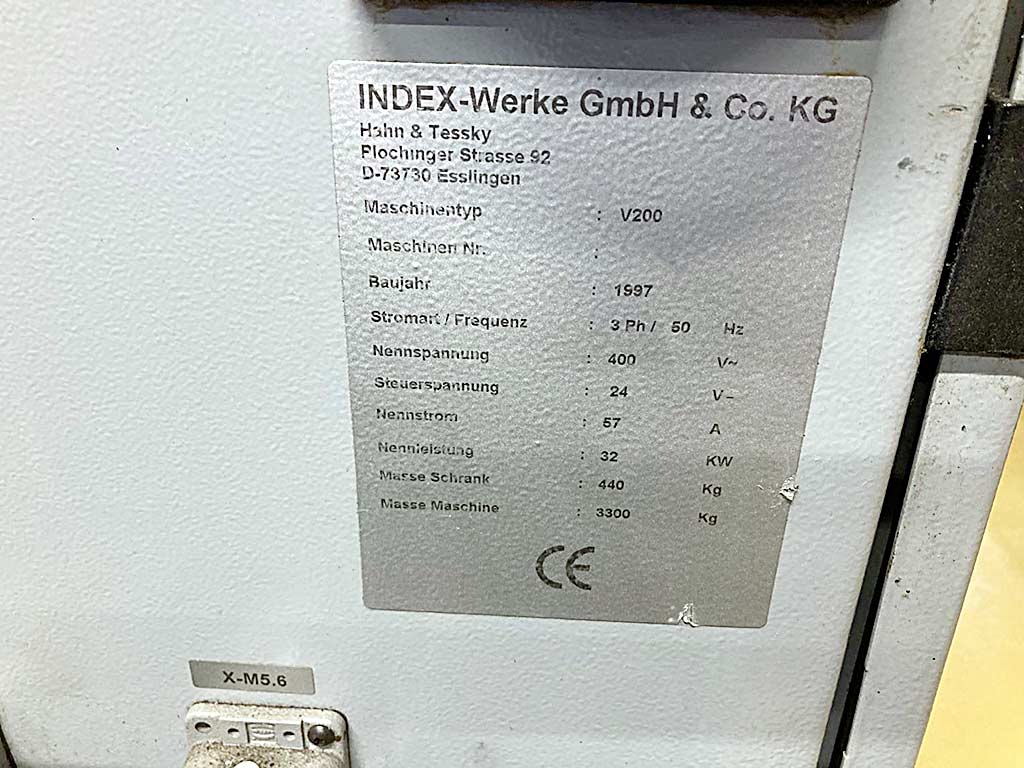 INDEX-Werke GmbH & Co. KG
Hahn & Tessky
Plochinger Strasse 92
D-73730 Esslingen
Maschinentyp : V200
Maschinen Nr. :
Baujahr : 1997
Stromart / Frequenz : 3 Ph / 50 Hz
Nennspannung : 400 V~
Steuerspannung : 24 V-
Nennstrom : 57 A
Nennleistung : 32 KW
Masse Schrank : 440 Kg
Masse Maschine : 3300 Kg
CE
X-M5.6